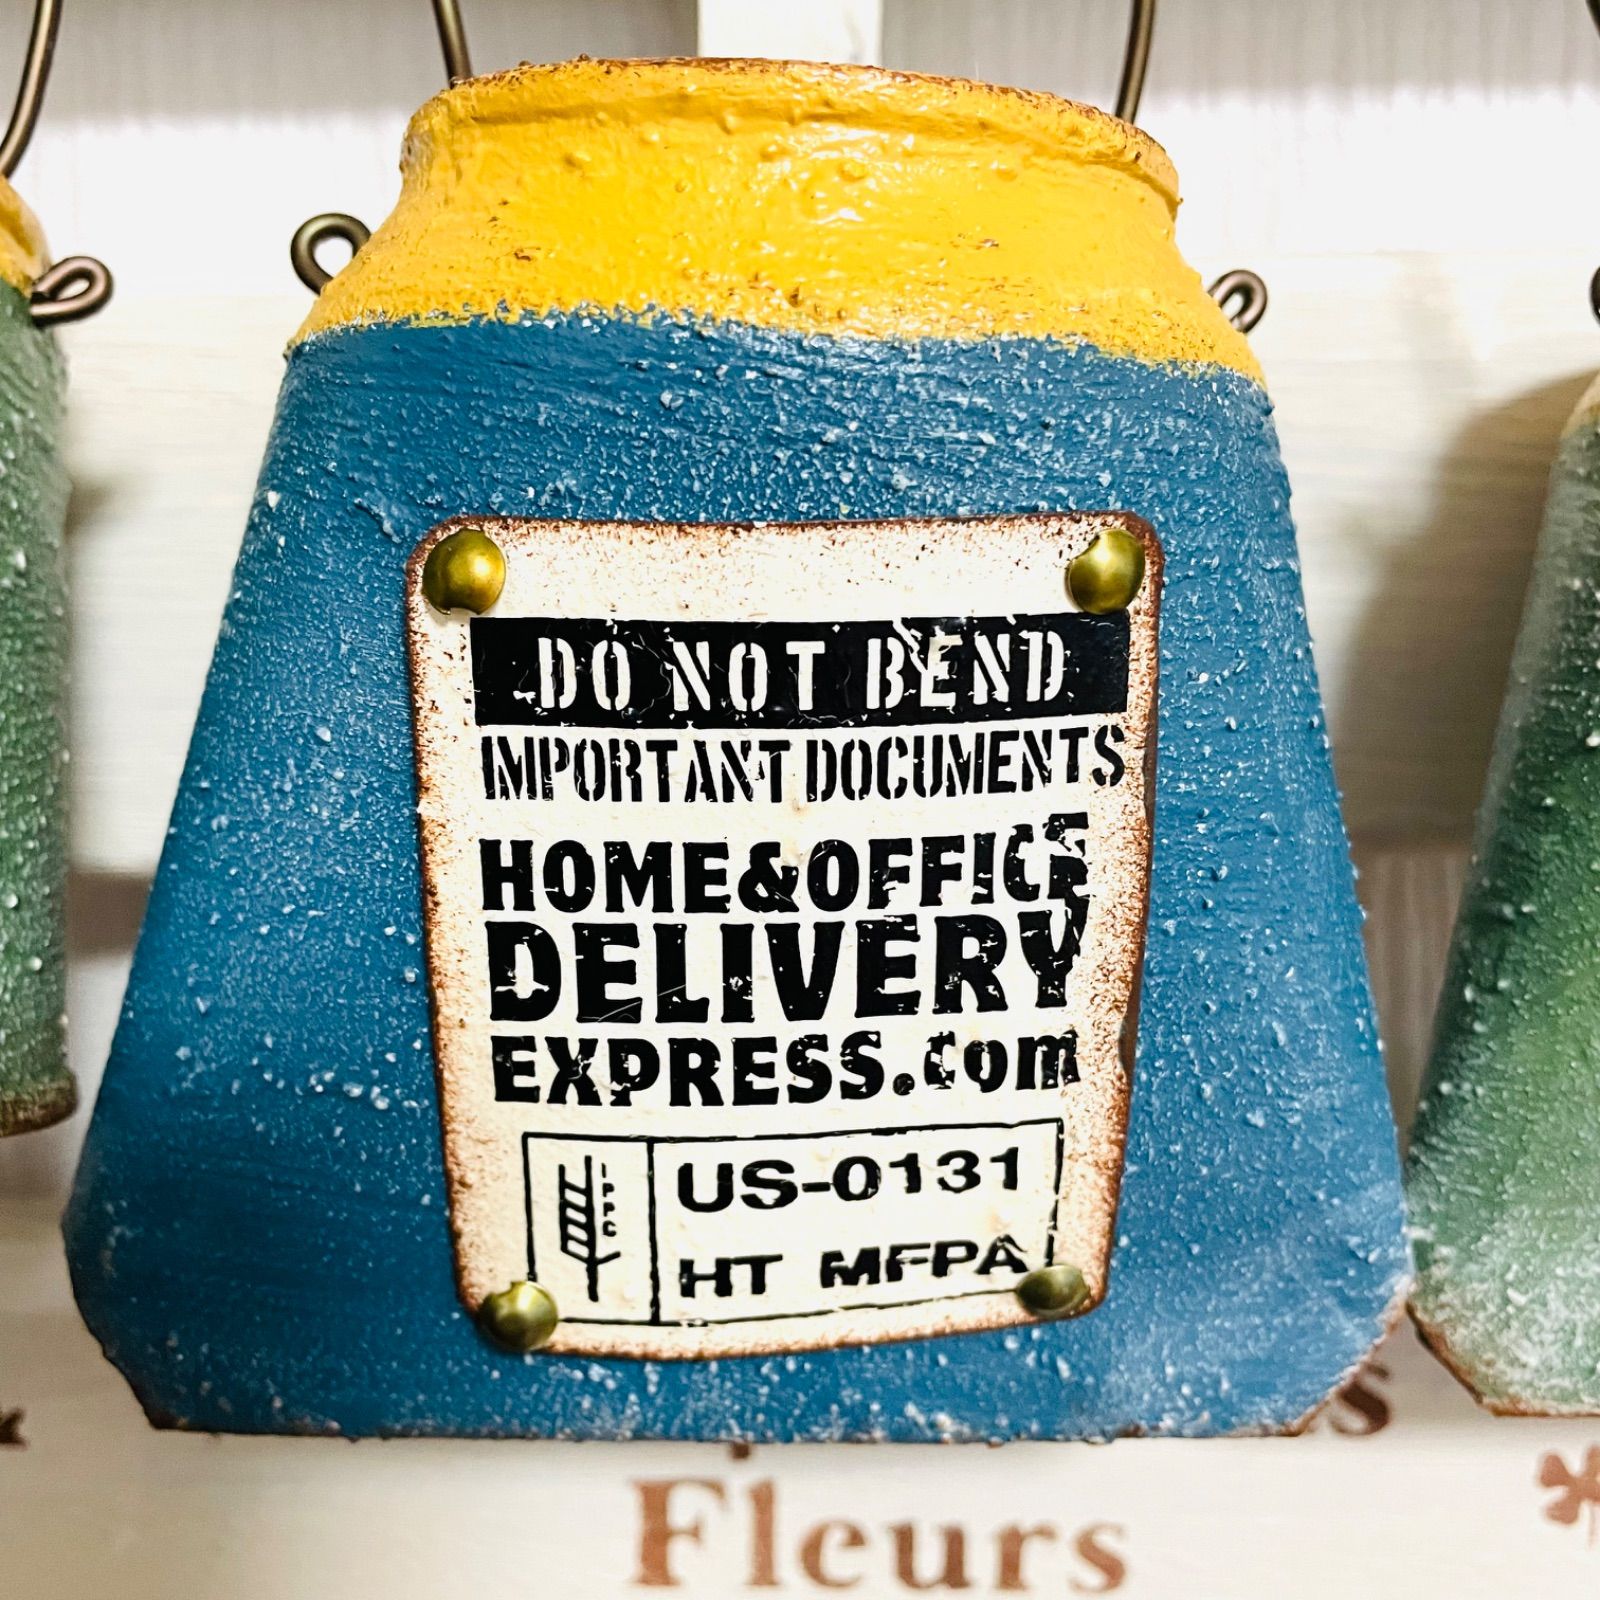 DO NOT BEND
IMPORTANT DOCUMENTS
HOME&OFFICE
DELIVERY
EXPRESS.com
IPPC
US-0131
HT MFPA
Fleurs